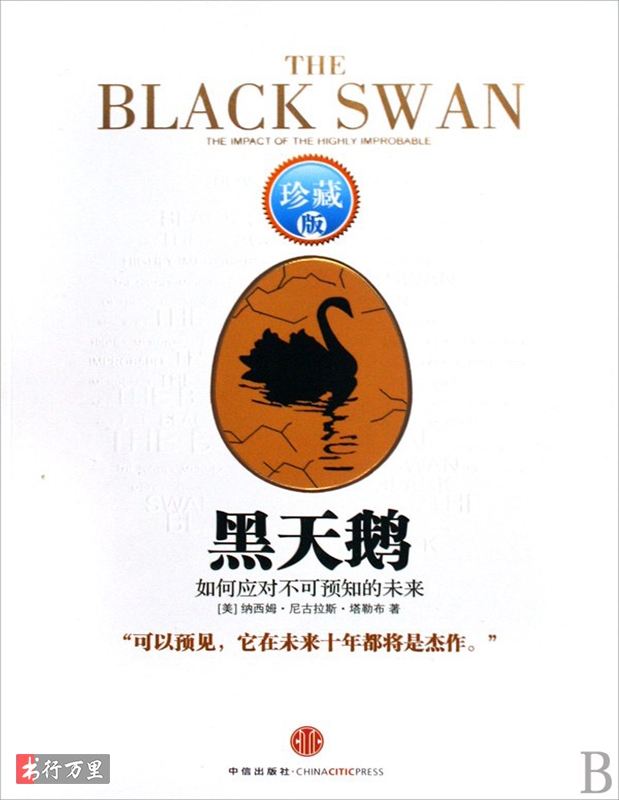 THE
BLACK SWAN
THE IMPACT OF THE HIGHLY IMPROBABLE
珍藏
版
黑天鹅
如何应对不可预知的未来
[美] 纳西姆·尼古拉斯·塔勒布 著
“可以预见，它在未来十年都将是杰作。”
书行万里
中信出版社·CHINACITICPRESS
B